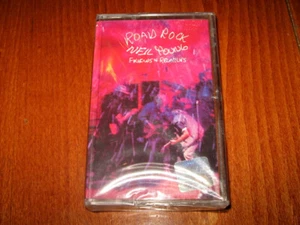 ROAD ROCK
NEIL YOUNG
FRIENDS N RELATIVES